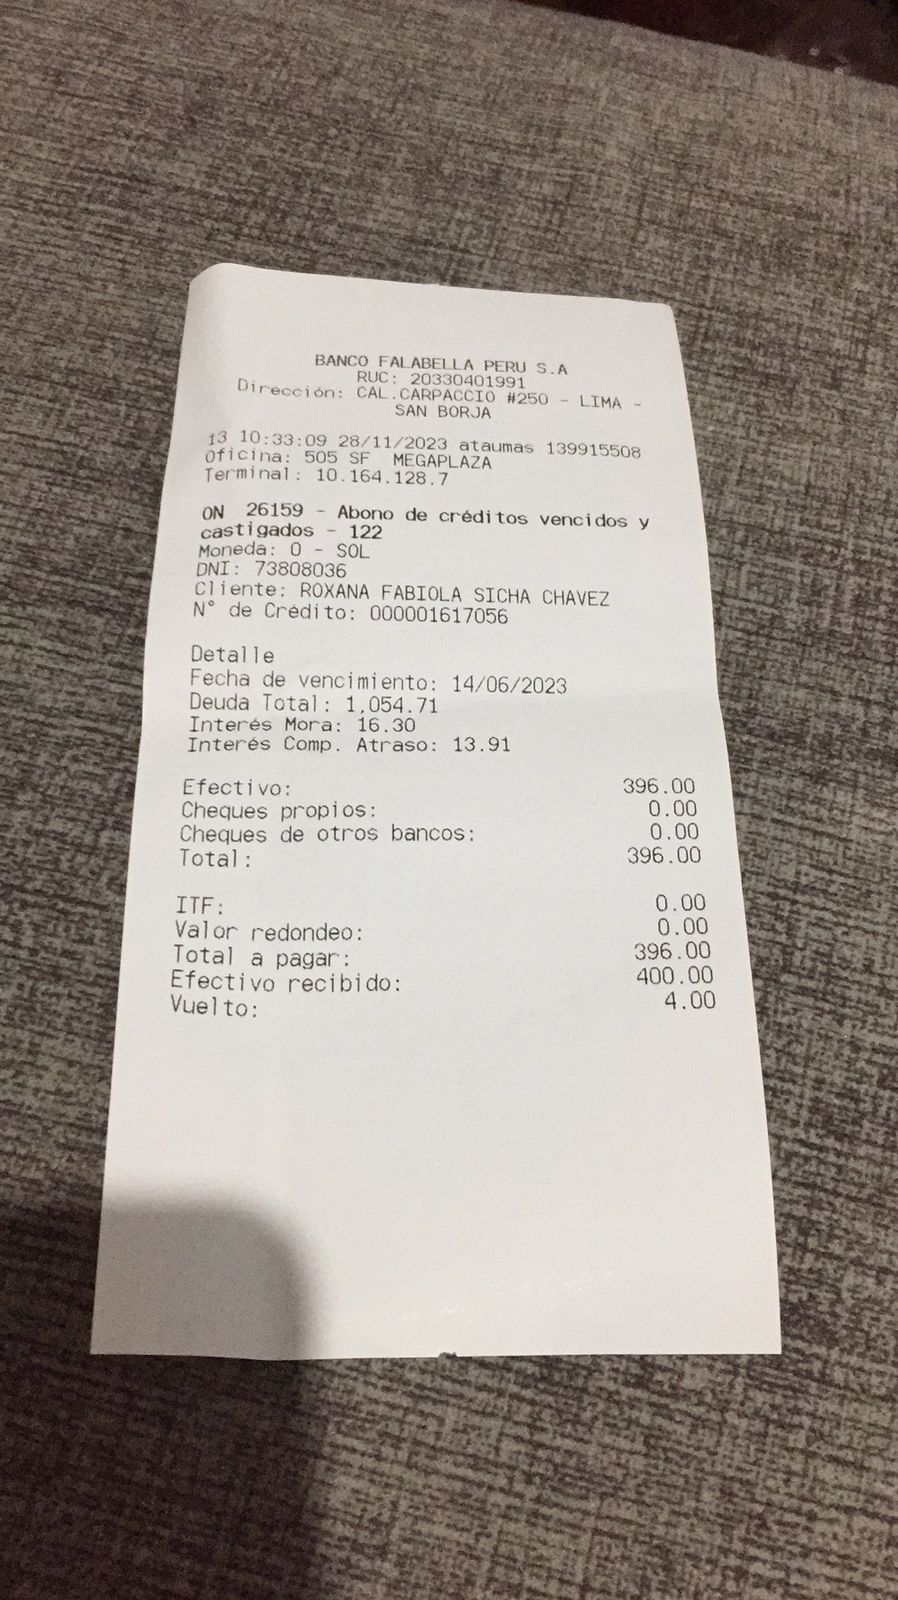 BANCO FALABELLA PERU S.A
RUC: 20330401991
Dirección: CAL.CARPACCIO #250 - LIMA -
SAN BORJA
13 10:33:09 28/11/2023 ataumas 139915508
Oficina: 505 SF MEGAPLAZA
Terminal: 10.164.128.7
ON 26159 - Abono de créditos vencidos y
castigados - 122
Moneda: 0 - SOL
DNI: 73808036
Cliente: ROXANA FABIOLA SICHA CHAVEZ
N° de Crédito: 000001617056
Detalle
Fecha de vencimiento: 14/06/2023
Deuda Total: 1,054.71
Interés Mora: 16.30
Interés Comp. Atraso: 13.91
Efectivo: 396.00
Cheques propios: 0.00
Cheques de otros bancos: 0.00
Total: 396.00
ITF: 0.00
Valor redondeo: 0.00
Total a pagar: 396.00
Efectivo recibido: 400.00
Vuelto: 4.00